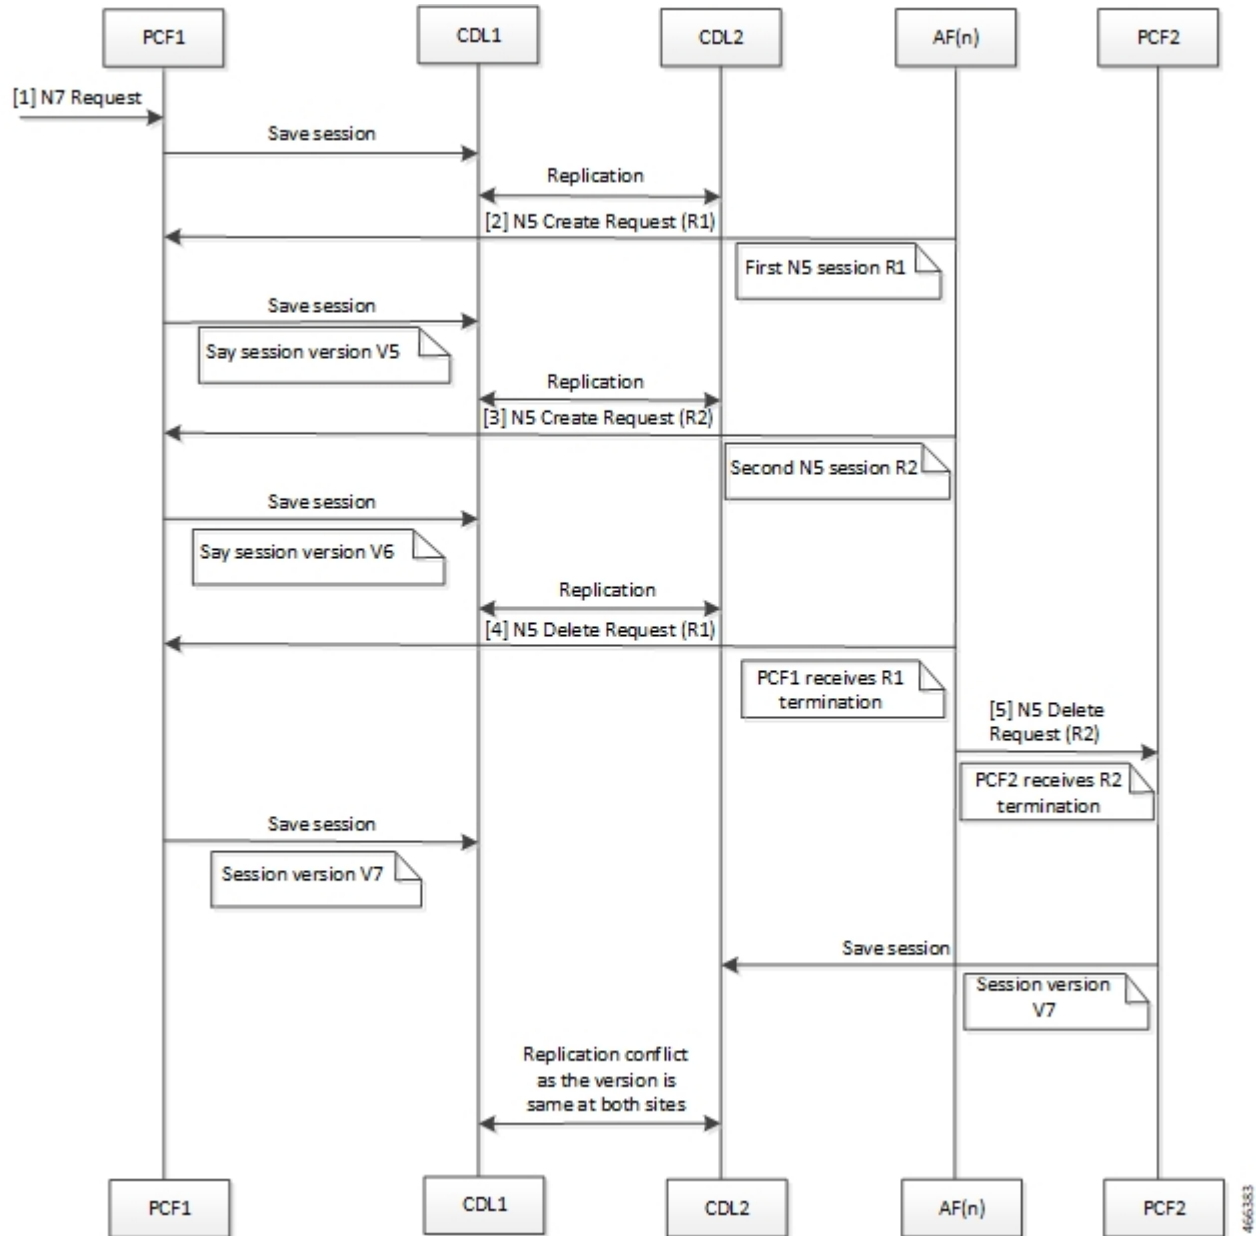 PCF1
CDL1
CDL2
AF(n)
PCF2
[1] N7 Request
Save session
Replication
[2] N5 Create Request (R1)
First N5 session R1
Save session
Say session version V5
Replication
[3] N5 Create Request (R2)
Second N5 session R2
Save session
Say session version V6
Replication
[4] N5 Delete Request (R1)
PCF1 receives R1
termination
[5] N5 Delete
Request (R2)
PCF2 receives R2
termination
Save session
Session version V7
Save session
Session version
V7
Replication conflict
as the version is
same at both sites
PCF1
CDL1
CDL2
AF(n)
PCF2
466383